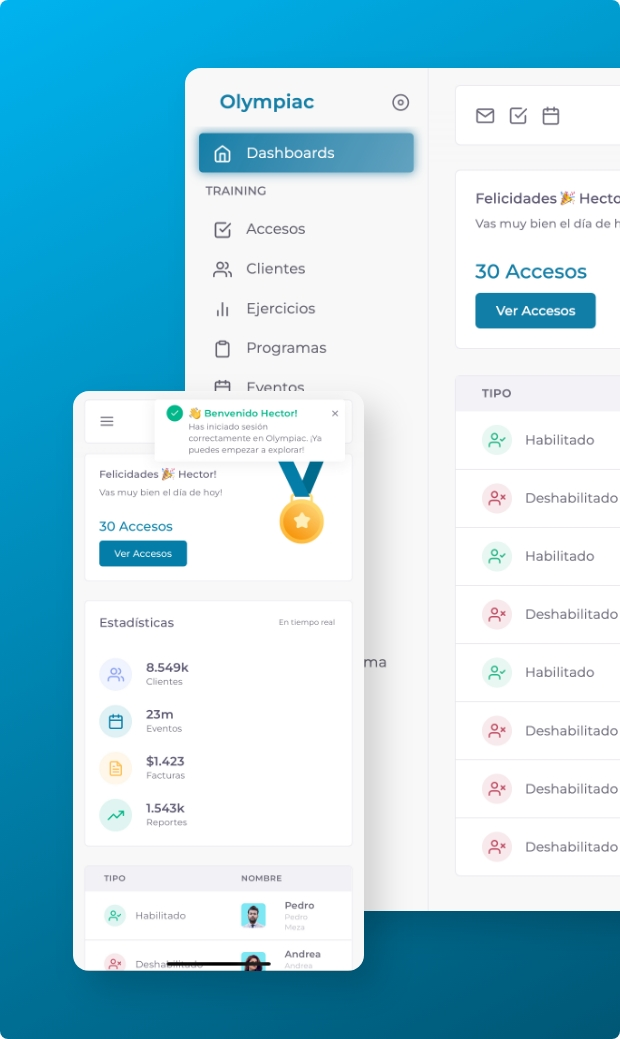 Olympiac
Dashboards
TRAINING
Accesos
Clientes
Ejercicios
Programas
Eventos
ma
Felicidades 🎉 Hecto
Vas muy bien el día de h
30 Accesos
Ver Accesos
TIPO
Habilitado
Deshabilitado
Habilitado
Deshabilitado
Habilitado
Deshabilitado
Deshabilitado
Deshabilitado
👋 Benvenido Hector!
Has iniciado sesión
correctamente en Olympiac. ¡Ya
puedes empezar a explorar!
Felicidades 🎉 Hector!
Vas muy bien el día de hoy!
30 Accesos
Ver Accesos
Estadísticas
En tiempo real
8.549k
Clientes
23m
Eventos
$1.423
Facturas
1.543k
Reportes
TIPO NOMBRE
Habilitado
Pedro
Pedro
Meza
Deshabilitado
Andrea
Andrea